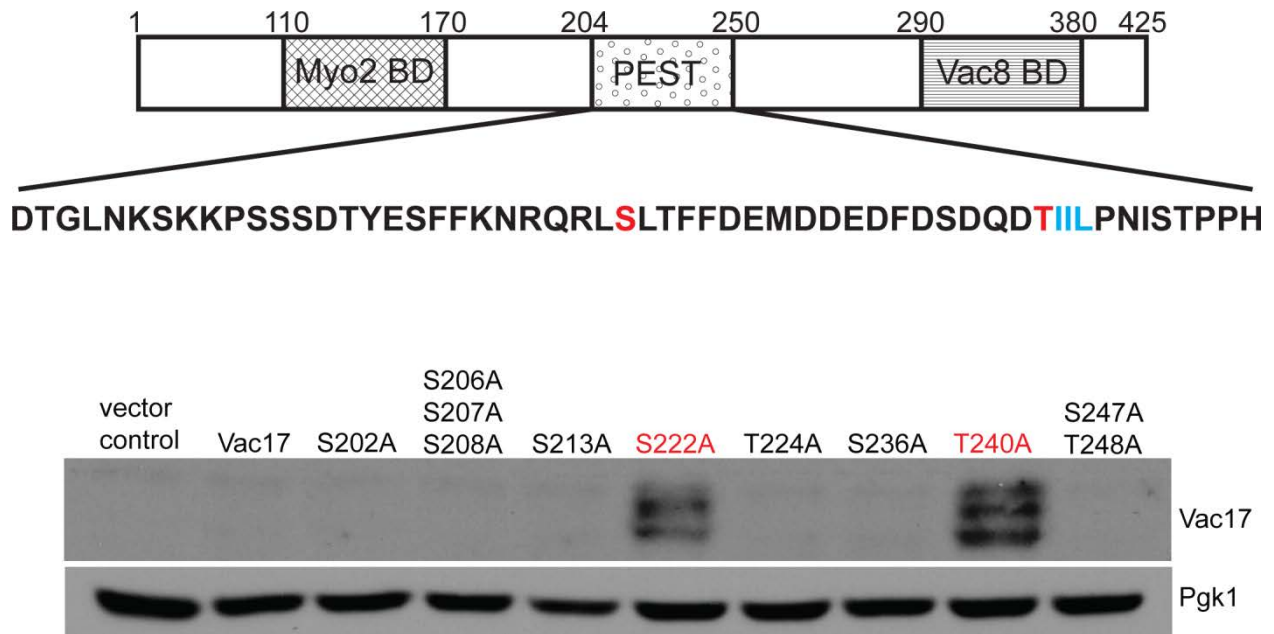 1 110 170 204 250 290 380 425
Myo2 BD PEST Vac8 BD
DTGLNKSKKPSSSDTYESFFKNRQRLSLTFFDEMDDEDFDSDQDTIILPNISTPPH
S206A
vector S207A S247A
control Vac17 S202A S208A S213A S222A T224A S236A T240A T248A
Vac17
Pgk1